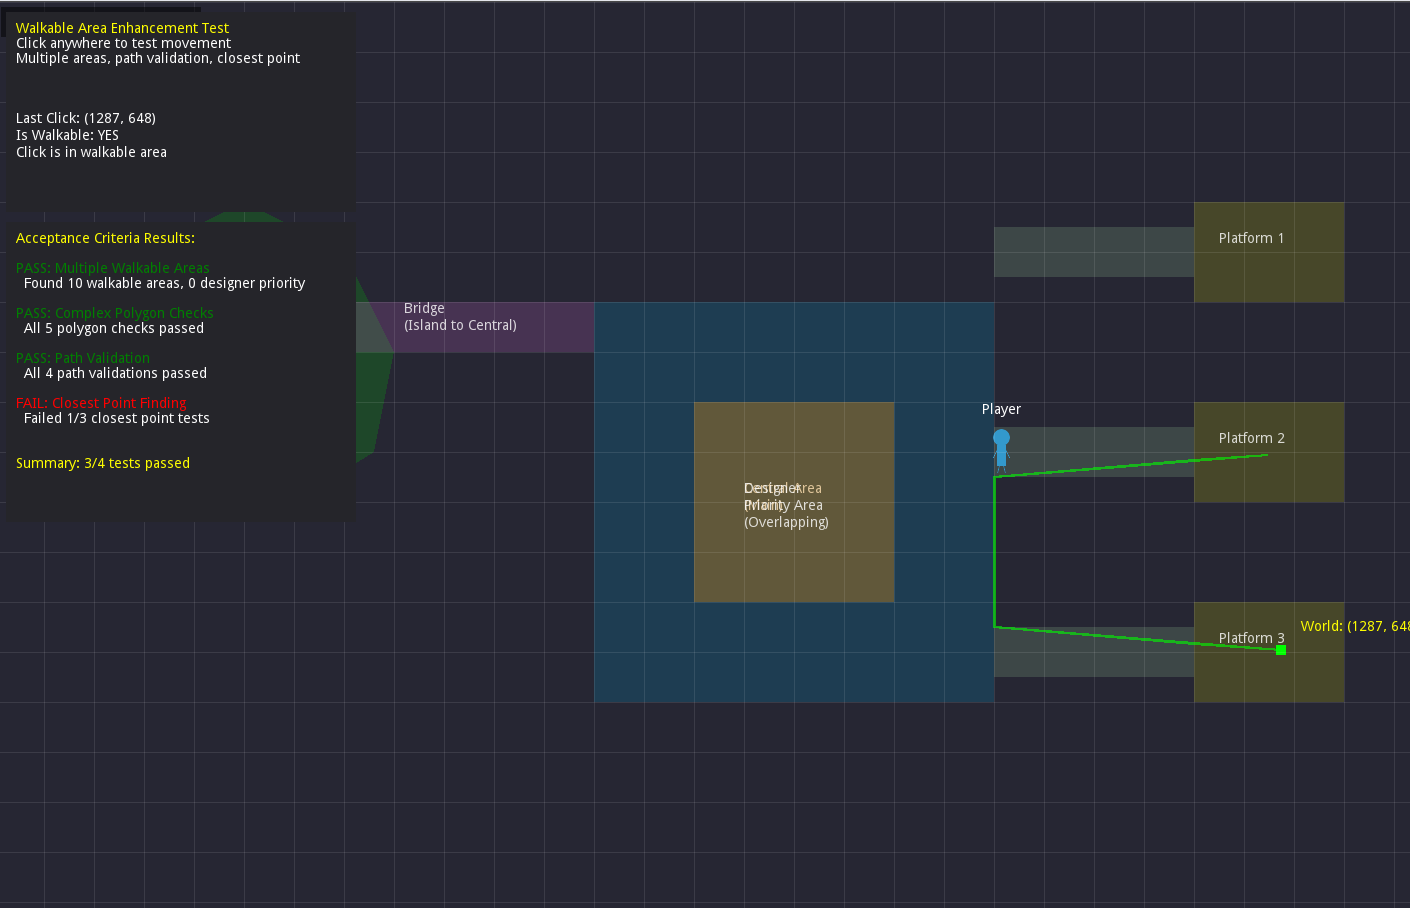 Walkable Area Enhancement Test
Click anywhere to test movement
Multiple areas, path validation, closest point
Last Click: (1287, 648)
Is Walkable: YES
Click is in walkable area
Acceptance Criteria Results:
PASS: Multiple Walkable Areas
Found 10 walkable areas, 0 designer priority
PASS: Complex Polygon Checks
All 5 polygon checks passed
PASS: Path Validation
All 4 path validations passed
FAIL: Closest Point Finding
Failed 1/3 closest point tests
Summary: 3/4 tests passed
Bridge
(Island to Central)
Platform 1
Player
Platform 2
Central Area
(Main)
Designer
Priority Area
(Overlapping)
Platform 3
World: (1287, 648